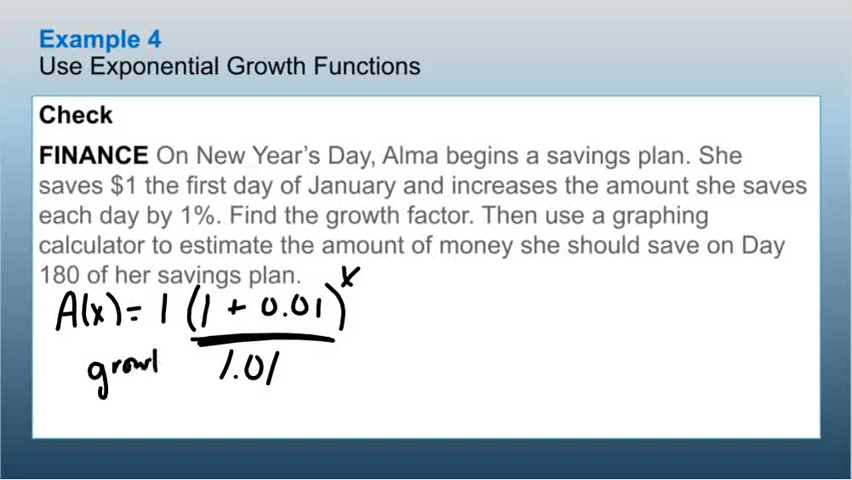 Example 4
Use Exponential Growth Functions
Check
FINANCE On New Year's Day, Alma begins a savings plan. She
saves $1 the first day of January and increases the amount she saves
each day by 1%. Find the growth factor. Then use a graphing
calculator to estimate the amount of money she should save on Day
180 of her savings plan.
A(x) = 1 (1 + 0.01)^x
growl 1.01